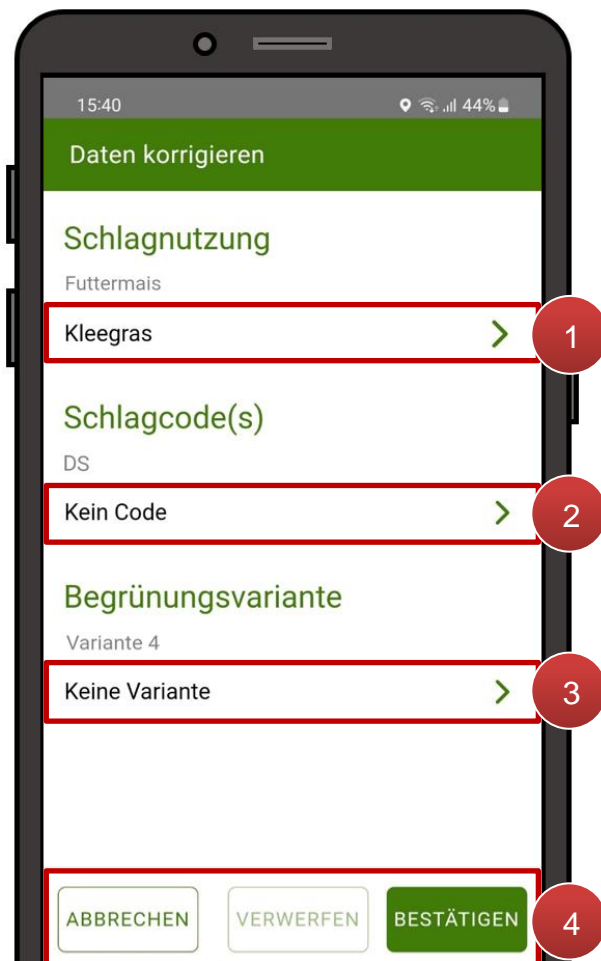 15:40 44%
Daten korrigieren
Schlagnutzung
Futtermais
Kleegras
1
Schlagcode(s)
DS
Kein Code
2
Begrünungsvariante
Variante 4
Keine Variante
3
ABBRECHEN VERWERFEN BESTÄTIGEN
4